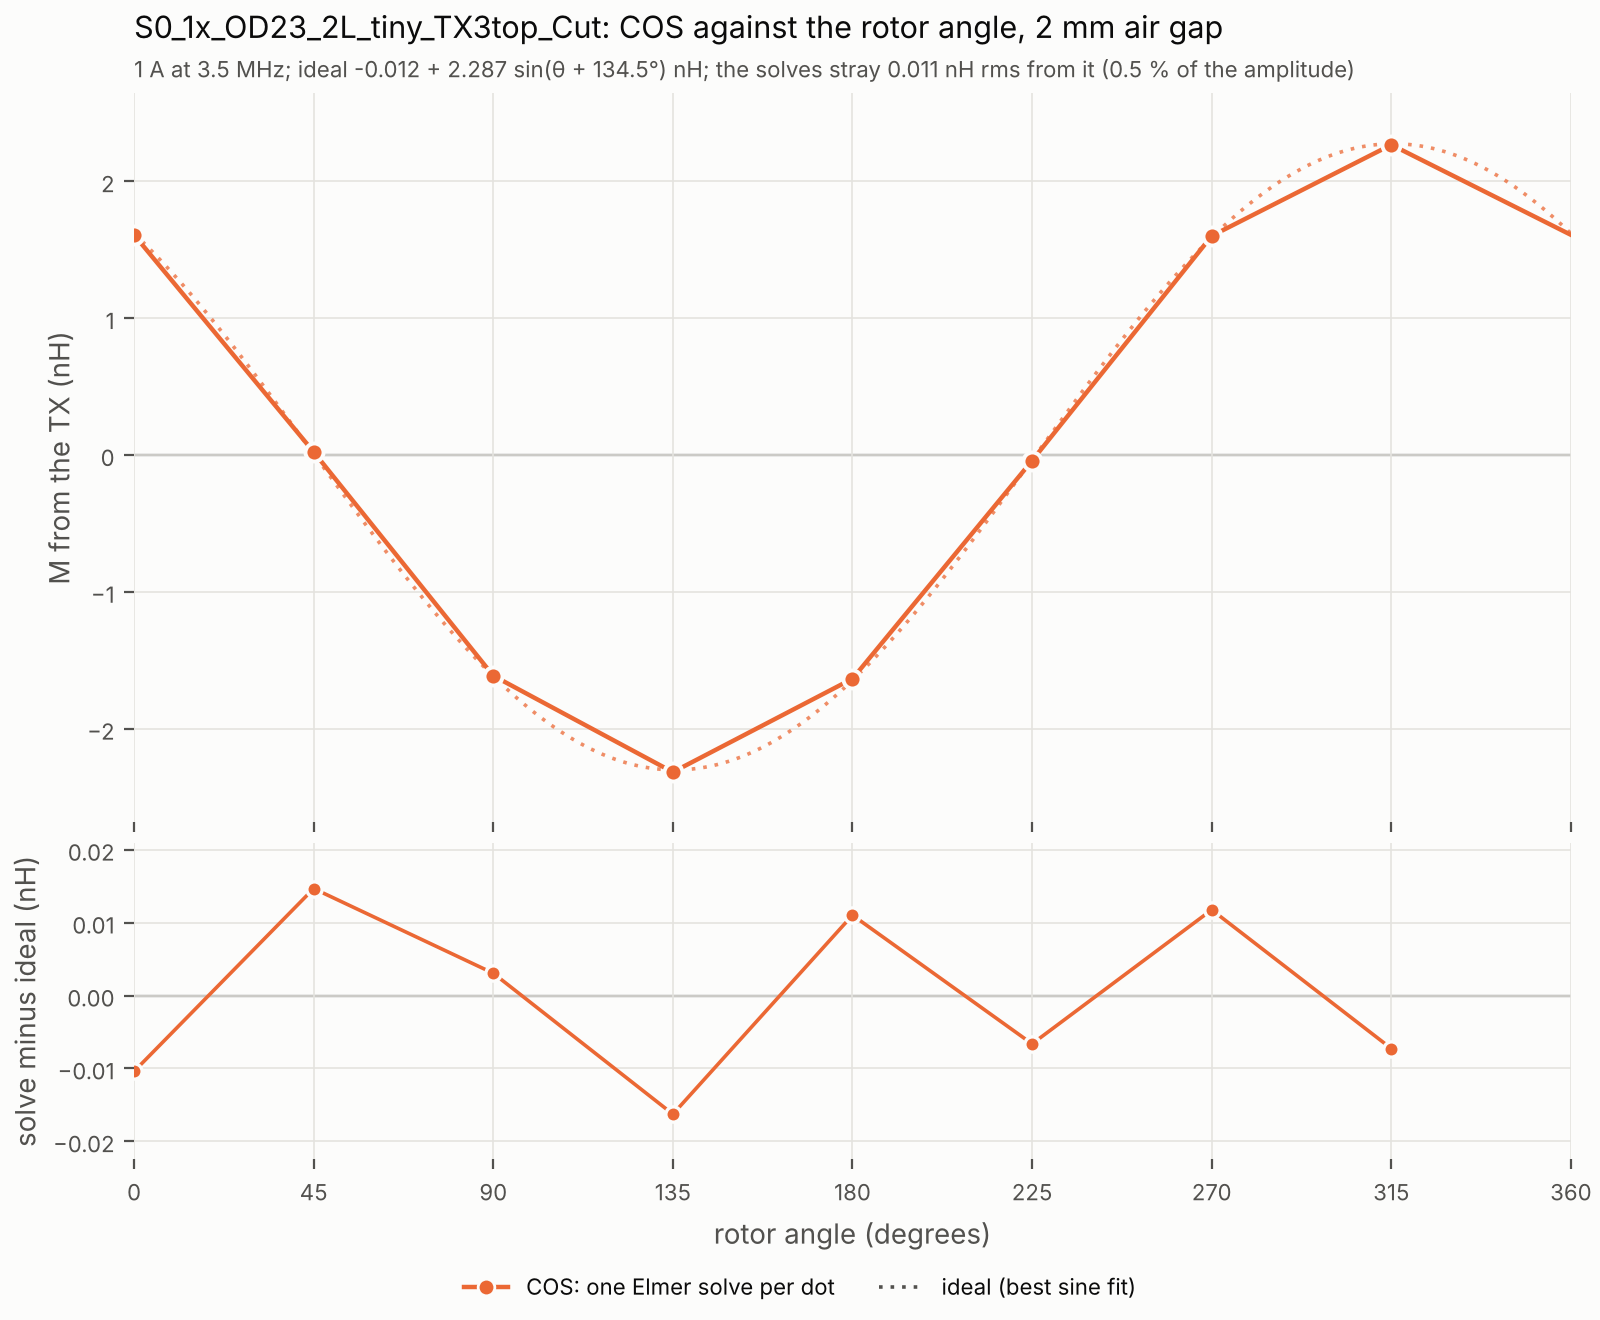 S0_1x_OD23_2L_tiny_TX3top_Cut: COS against the rotor angle, 2 mm air gap
1 A at 3.5 MHz; ideal -0.012 + 2.287 sin(θ + 134.5°) nH; the solves stray 0.011 nH rms from it (0.5 % of the amplitude)
M from the TX (nH)
2
1
0
−1
−2
solve minus ideal (nH)
0.02
0.01
0.00
−0.01
−0.02
0 45 90 135 180 225 270 315 360
rotor angle (degrees)
COS: one Elmer solve per dot
ideal (best sine fit)